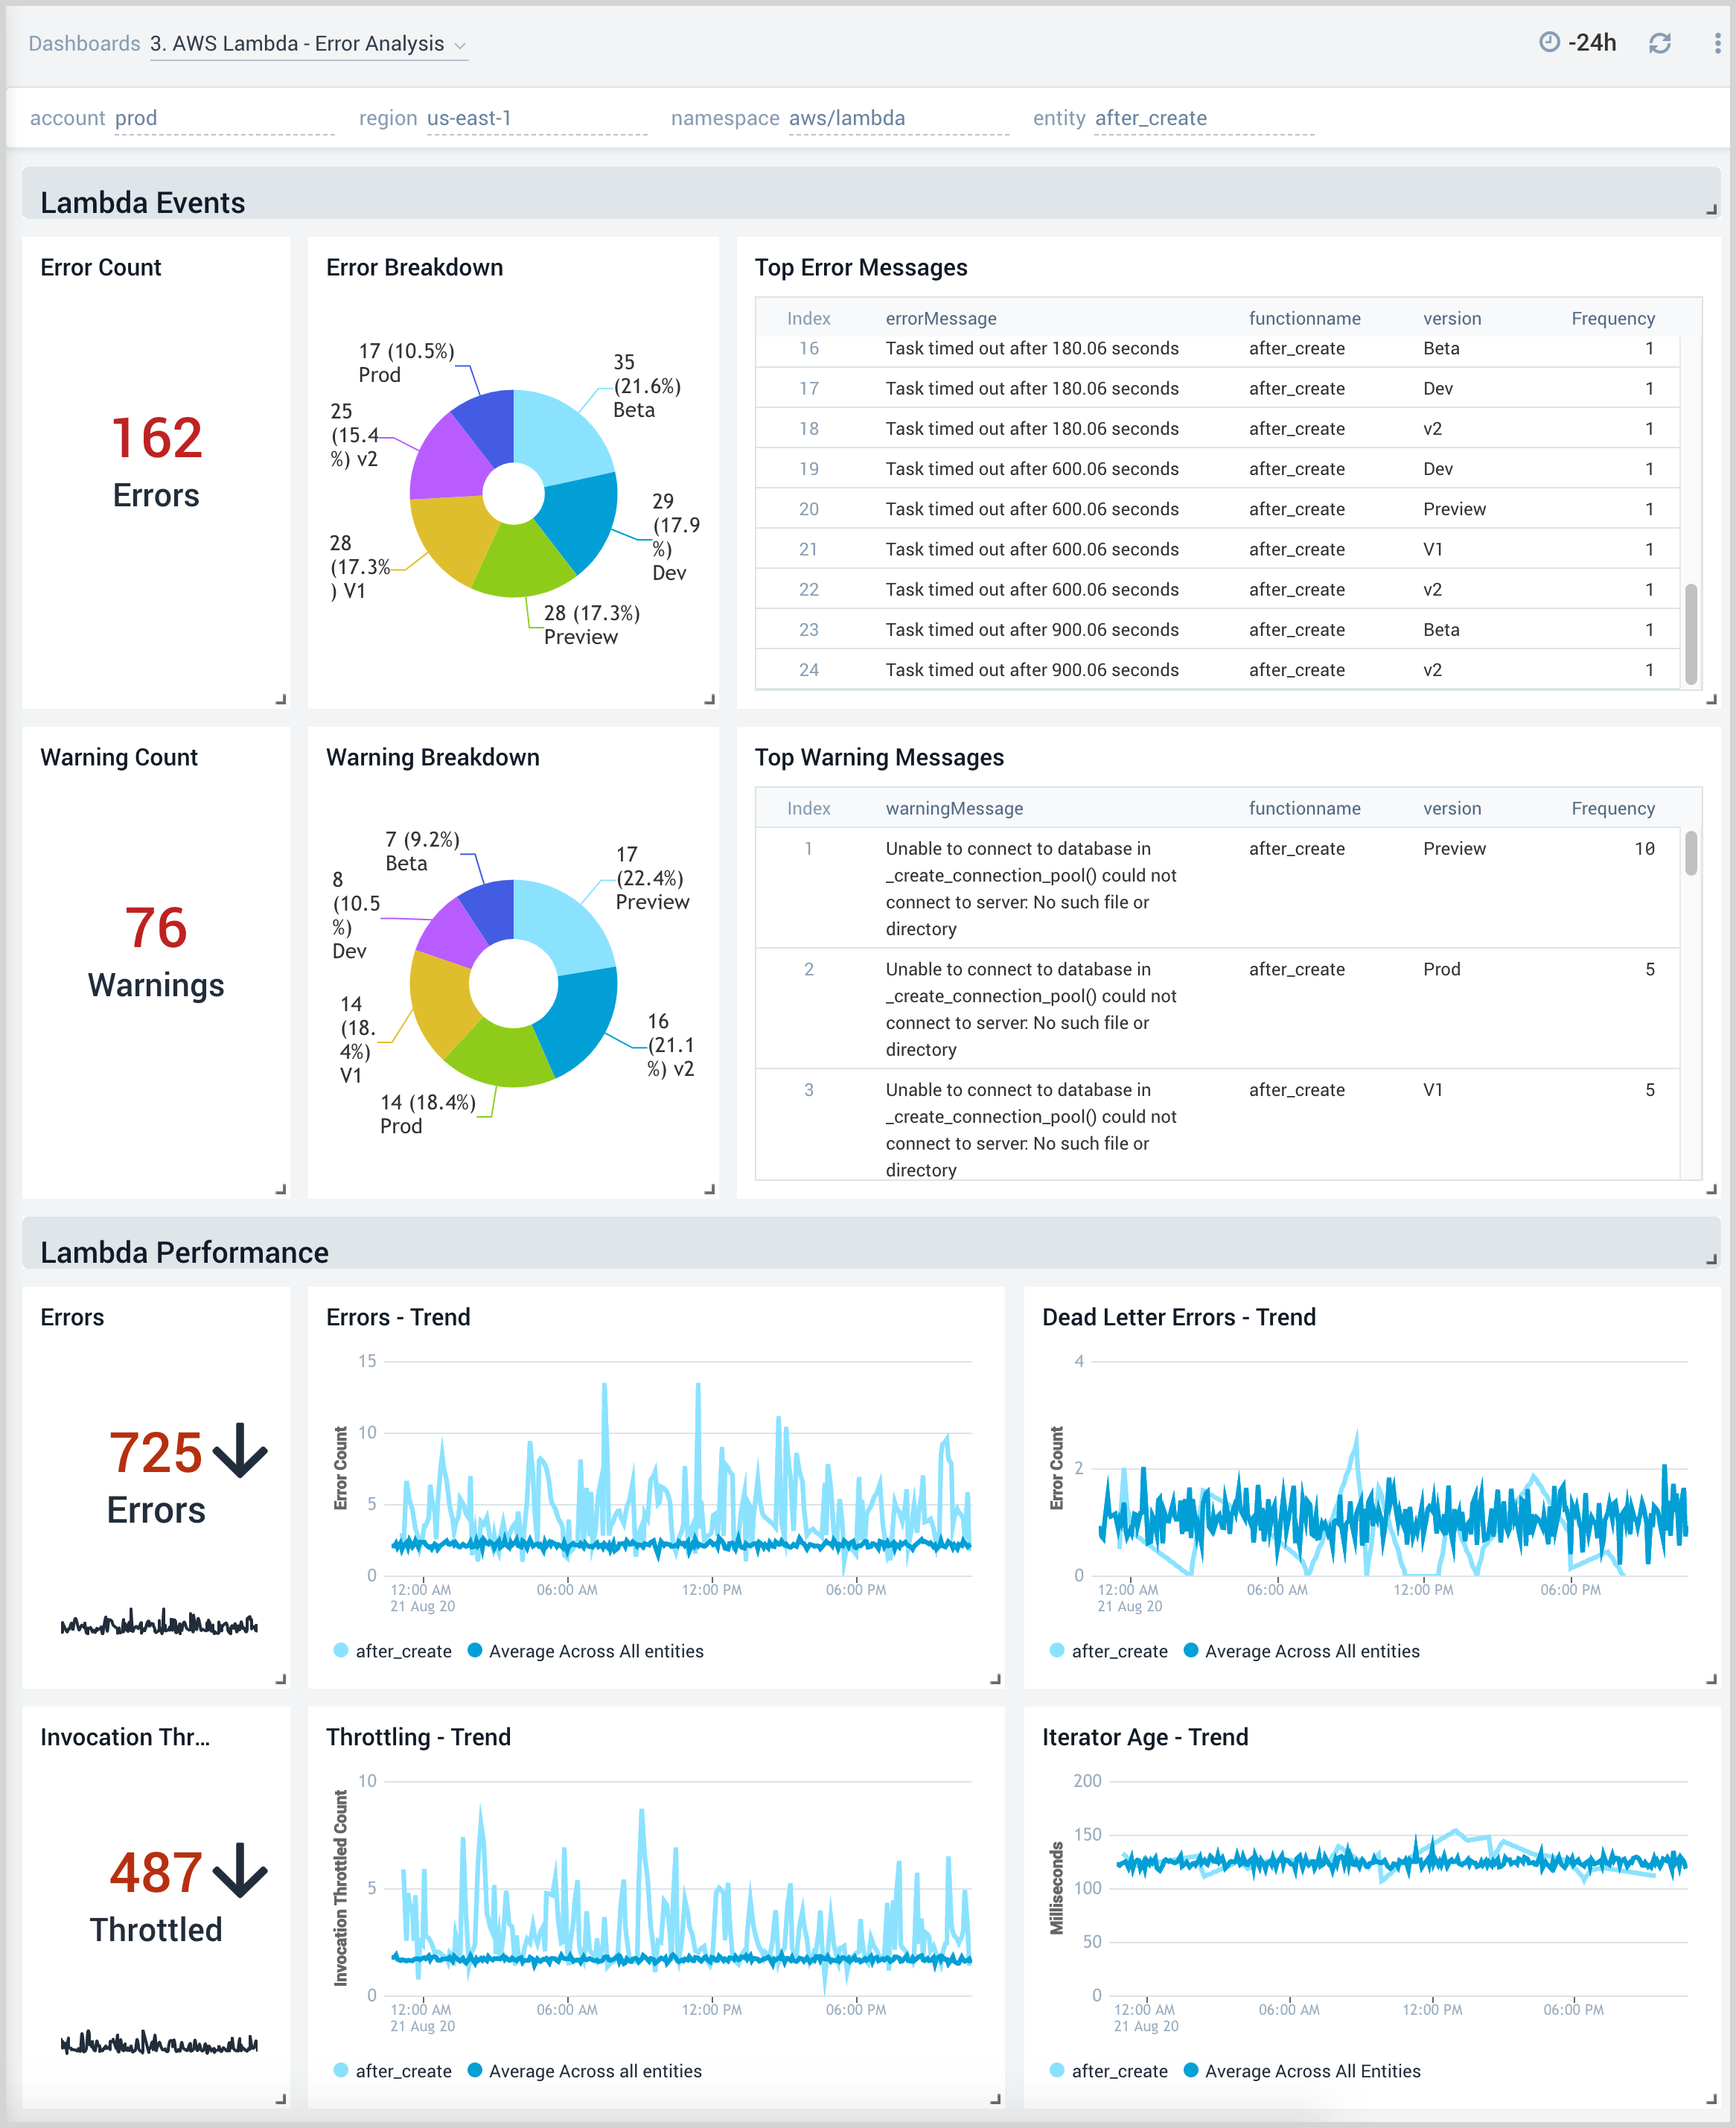 Dashboards 3. AWS Lambda - Error Analysis
-24h
account prod region us-east-1 namespace aws/lambda entity after_create
Lambda Events
Error Count
162
Errors
Error Breakdown
17 (10.5%)
Prod
35
(21.6%)
Beta
25
(15.4
%) v2
29
(17.9
%)
Dev
28
(17.3%
) V1
28 (17.3%)
Preview
Top Error Messages
Index errorMessage functionname version Frequency
16 Task timed out after 180.06 seconds after_create Beta 1
17 Task timed out after 180.06 seconds after_create Dev 1
18 Task timed out after 180.06 seconds after_create v2 1
19 Task timed out after 600.06 seconds after_create Dev 1
20 Task timed out after 600.06 seconds after_create Preview 1
21 Task timed out after 600.06 seconds after_create V1 1
22 Task timed out after 600.06 seconds after_create v2 1
23 Task timed out after 900.06 seconds after_create Beta 1
24 Task timed out after 900.06 seconds after_create v2 1
Warning Count
76
Warnings
Warning Breakdown
7 (9.2%)
Beta
17
(22.4%)
Preview
8
(10.5
%)
Dev
14
(18.
4%)
V1
16
(21.1
%) v2
14 (18.4%)
Prod
Top Warning Messages
Index warningMessage functionname version Frequency
1 Unable to connect to database in after_create Preview 10
_create_connection_pool() could not
connect to server: No such file or
directory
2 Unable to connect to database in after_create Prod 5
_create_connection_pool() could not
connect to server: No such file or
directory
3 Unable to connect to database in after_create V1 5
_create_connection_pool() could not
connect to server: No such file or
directory
Lambda Performance
Errors
725
Errors
Errors - Trend
Error Count
15
10
5
0
12:00 AM 06:00 AM 12:00 PM 06:00 PM
21 Aug 20
after_create Average Across All entities
Dead Letter Errors - Trend
Error Count
4
2
0
12:00 AM 06:00 AM 12:00 PM 06:00 PM
21 Aug 20
after_create Average Across All entities
Invocation Thr...
487
Throttled
Throttling - Trend
Invocation Throttled Count
10
5
0
12:00 AM 06:00 AM 12:00 PM 06:00 PM
21 Aug 20
after_create Average Across all entities
Iterator Age - Trend
Milliseconds
200
150
100
50
0
12:00 AM 06:00 AM 12:00 PM 06:00 PM
21 Aug 20
after_create Average Across All Entities